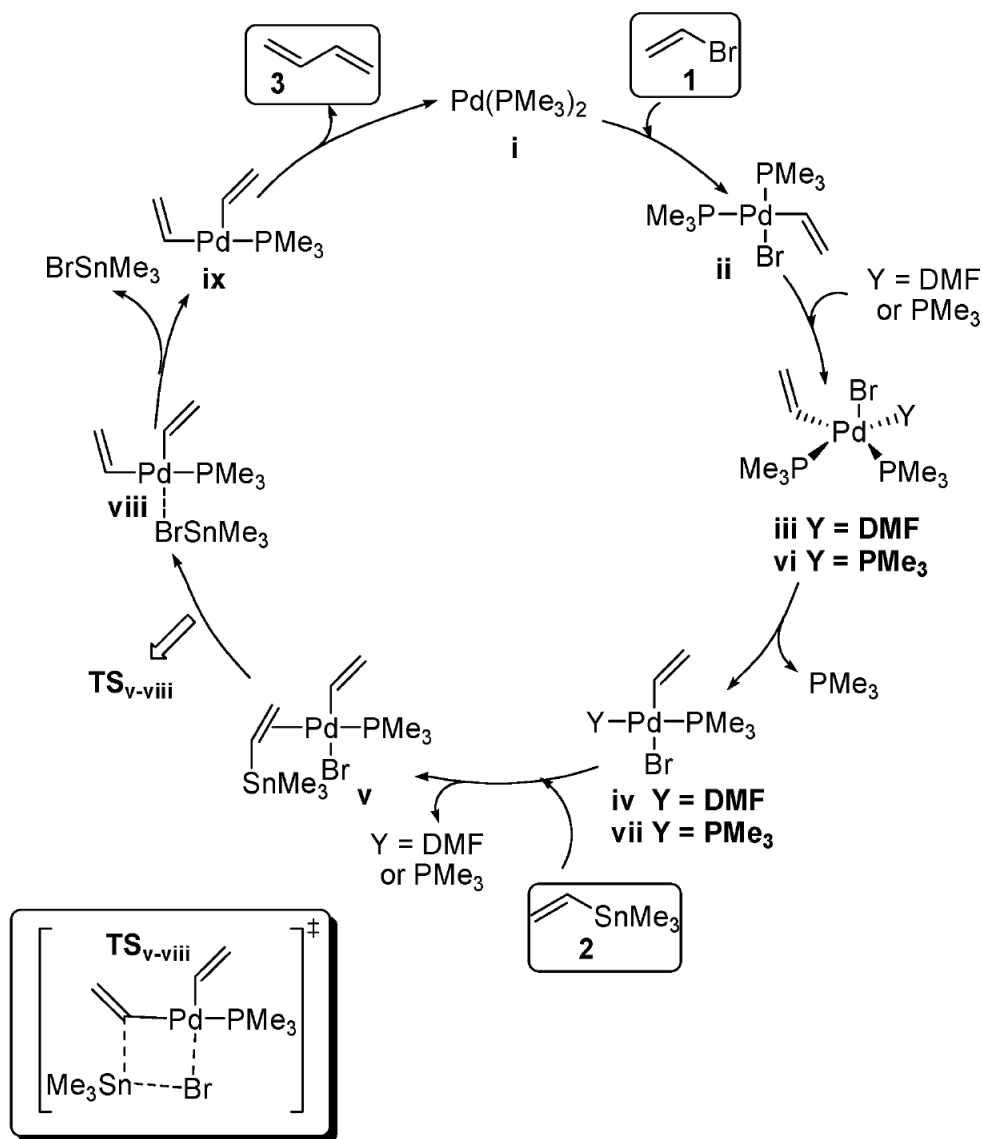 3
Br
1
Pd(PMe3)2
i
PMe3
Me3P Pd
Br
ii
Pd PMe3
ix
BrSnMe3
Y = DMF
or PMe3
Br
Pd Y
Me3P PMe3
iii Y = DMF
vi Y = PMe3
PMe3
Pd PMe3
viii
BrSnMe3
TSv-viii
Pd PMe3
Br
SnMe3
v
Y Pd PMe3
Br
iv Y = DMF
vii Y = PMe3
Y = DMF
or PMe3
SnMe3
2
TSv-viii
‡
Pd PMe3
Me3Sn Br